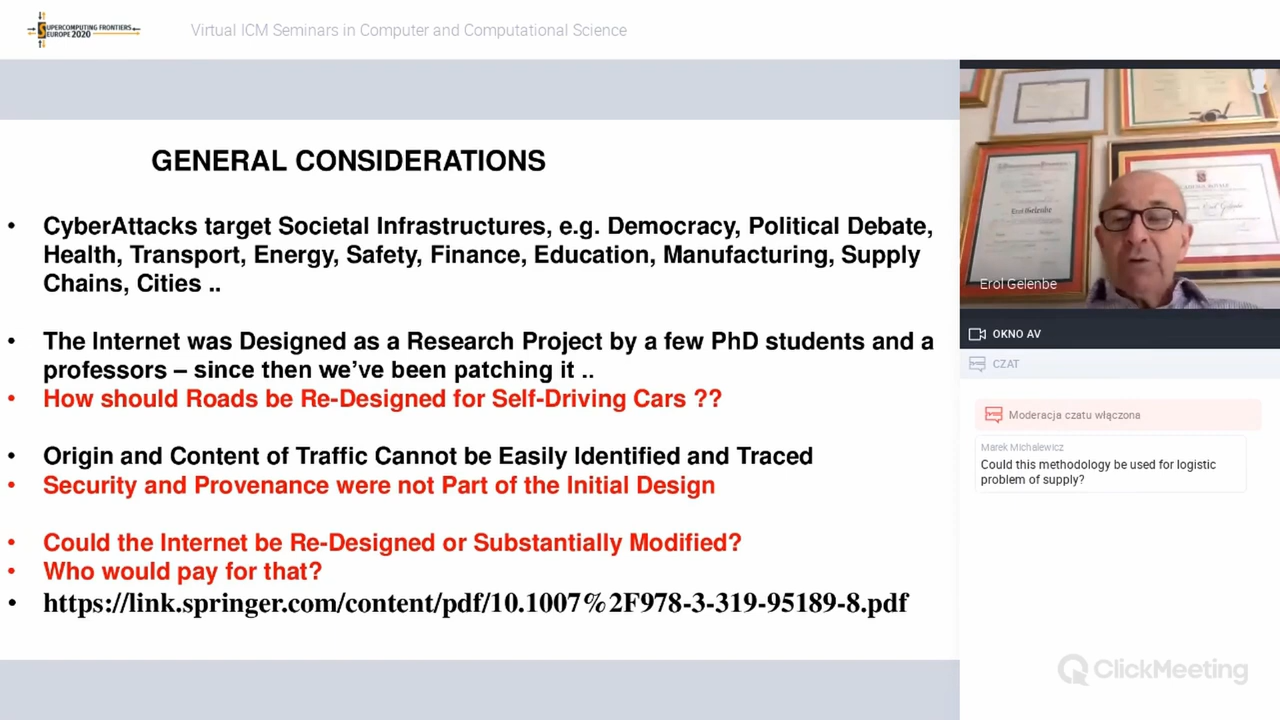 SUPERCOMPUTING FRONTIERS
EUROPE 2020
Virtual ICM Seminars in Computer and Computational Science
GENERAL CONSIDERATIONS
• CyberAttacks target Societal Infrastructures, e.g. Democracy, Political Debate,
Health, Transport, Energy, Safety, Finance, Education, Manufacturing, Supply
Chains, Cities ..
• The Internet was Designed as a Research Project by a few PhD students and a
professors – since then we’ve been patching it ..
• How should Roads be Re-Designed for Self-Driving Cars ??
• Origin and Content of Traffic Cannot be Easily Identified and Traced
• Security and Provenance were not Part of the Initial Design
• Could the Internet be Re-Designed or Substantially Modified?
• Who would pay for that?
• https://link.springer.com/content/pdf/10.1007%2F978-3-319-95189-8.pdf
Erol Gelenbe
Erol Gelenbe
OKNO AV
CZAT
Moderacja czatu włączona
Marek Michalewicz
Could this methodology be used for logistic
problem of supply?
ClickMeeting